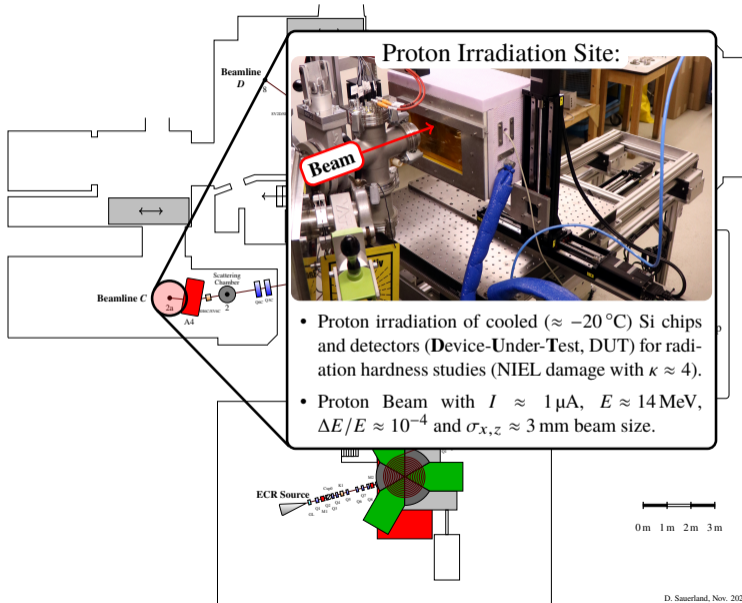 Proton Irradiation Site:
Beam
• Proton irradiation of cooled (≈ −20 °C) Si chips
and detectors (Device-Under-Test, DUT) for radi-
ation hardness studies (NIEL damage with κ ≈ 4).
• Proton Beam with I ≈ 1 μA, E ≈ 14 MeV,
ΔE/E ≈ 10⁻⁴ and σx,z ≈ 3 mm beam size.
Beamline
D
8
Scattering
Chamber
Beamline C
2a
2
A4
ECR Source
0 m 1 m 2 m 3 m
D. Sauerland, Nov. 202